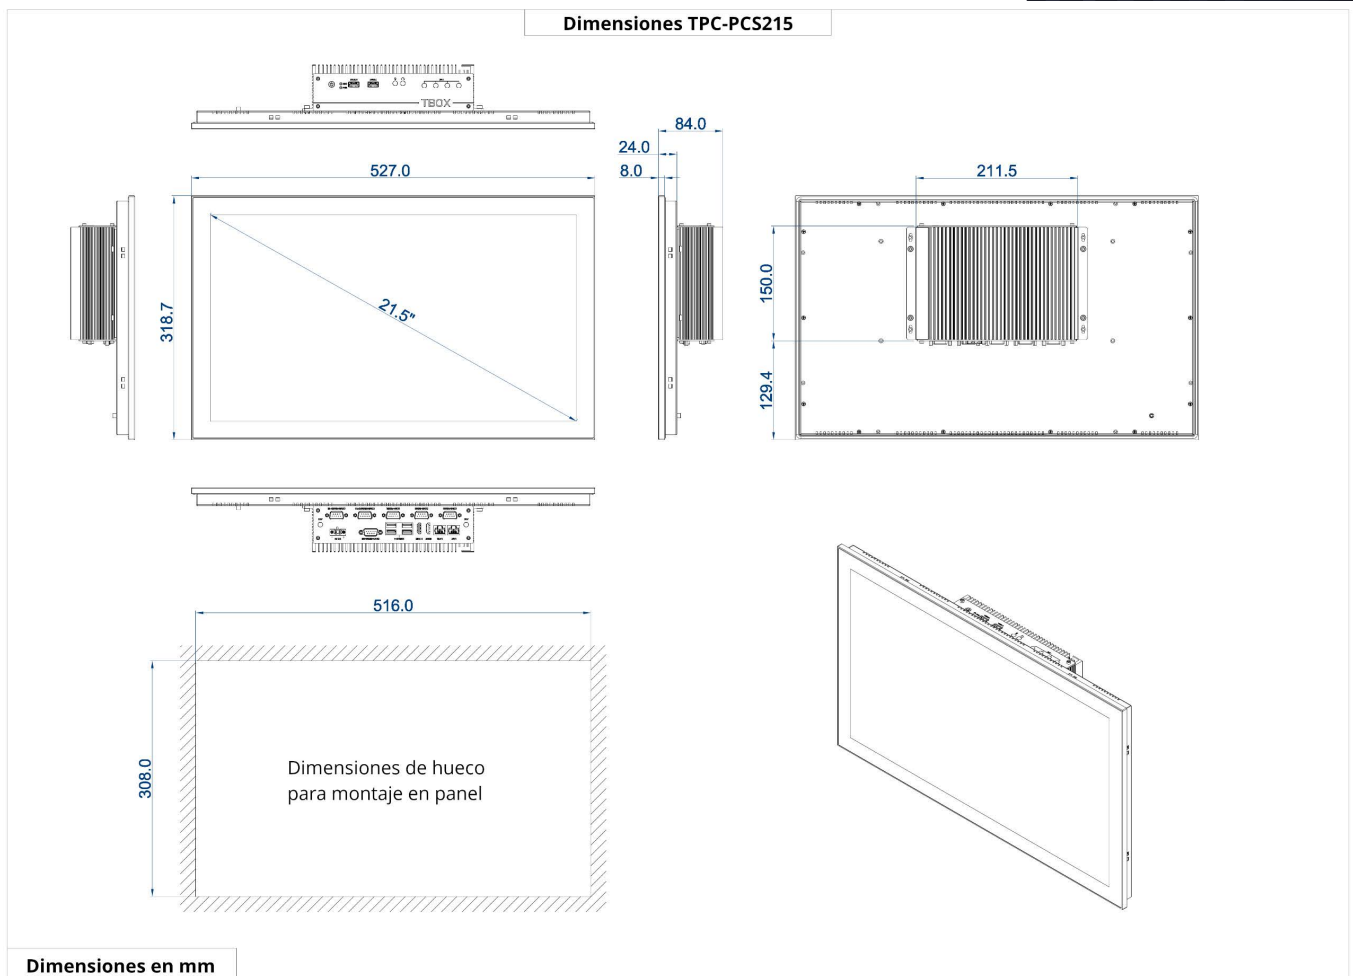 Dimensiones TPC-PCS215
TBOX
84.0
24.0
8.0
527.0
211.5
318.7
21.5"
150.0
129.4
516.0
308.0
Dimensiones de hueco
para montaje en panel
Dimensiones en mm